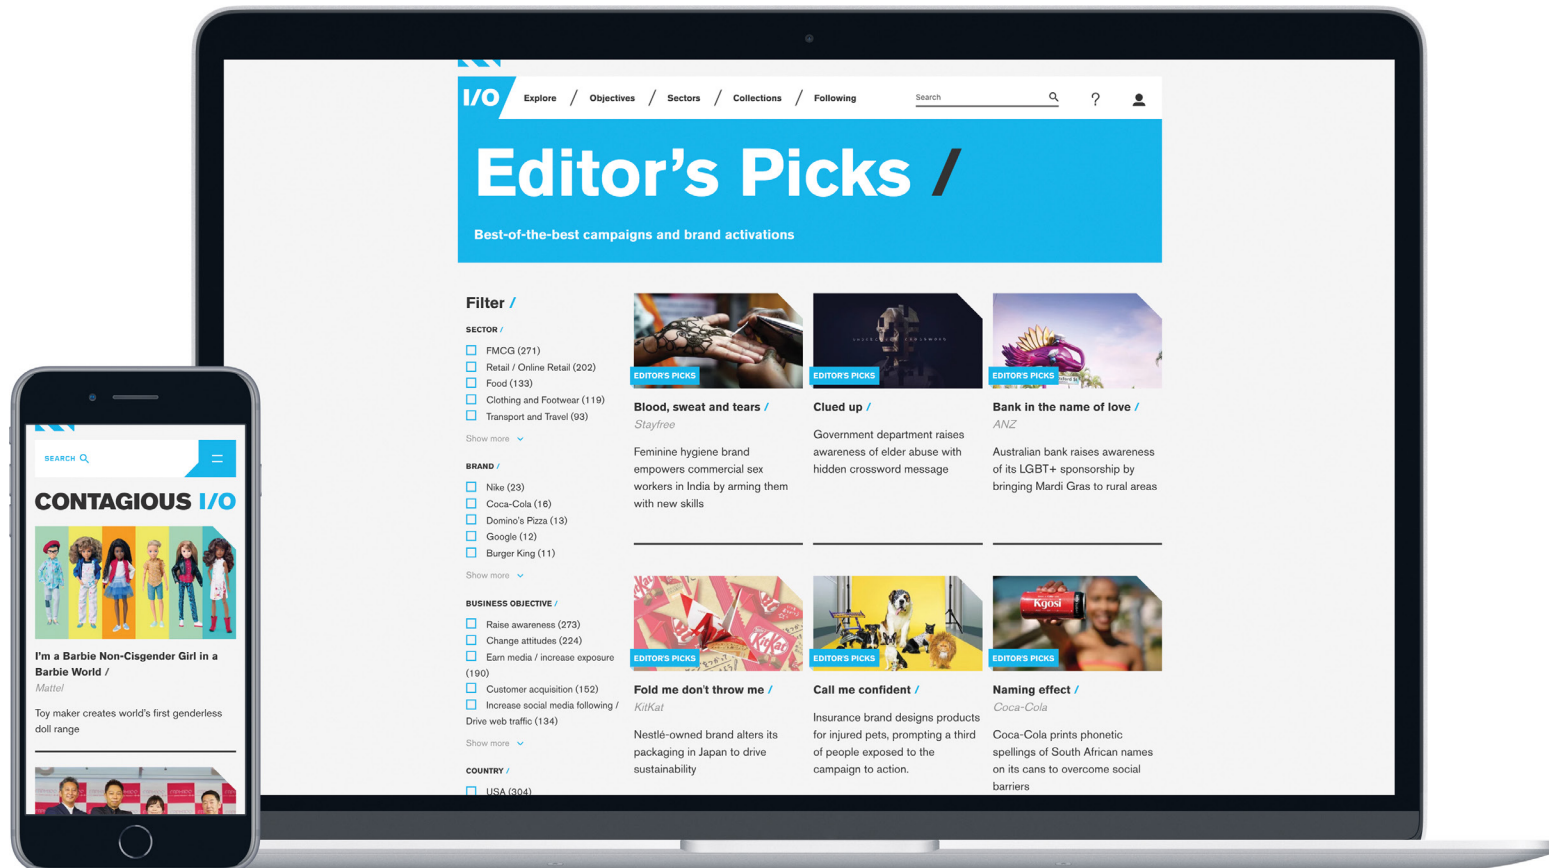 I/O
Explore / Objectives / Sectors / Collections / Following
Search
?
Editor's Picks /
Best-of-the-best campaigns and brand activations
Filter /
SECTOR /
FMCG (271)
Retail / Online Retail (202)
Food (133)
Clothing and Footwear (119)
Transport and Travel (93)
Show more
BRAND /
Nike (23)
Coca-Cola (16)
Domino's Pizza (13)
Google (12)
Burger King (11)
Show more
BUSINESS OBJECTIVE /
Raise awareness (273)
Change attitudes (224)
Earn media / increase exposure
(190)
Customer acquisition (152)
Increase social media following /
Drive web traffic (134)
Show more
COUNTRY /
USA (304)
EDITOR'S PICKS
Blood, sweat and tears /
Stayfree
Feminine hygiene brand
empowers commercial sex
workers in India by arming them
with new skills
EDITOR'S PICKS
Clued up /
Government department raises
awareness of elder abuse with
hidden crossword message
EDITOR'S PICKS
Bank in the name of love /
ANZ
Australian bank raises awareness
of its LGBT+ sponsorship by
bringing Mardi Gras to rural areas
KitKat
EDITOR'S PICKS
Fold me don't throw me /
KitKat
Nestlé-owned brand alters its
packaging in Japan to drive
sustainability
EDITOR'S PICKS
Call me confident /
Insurance brand designs products
for injured pets, prompting a third
of people exposed to the
campaign to action.
Kgosi
EDITOR'S PICKS
Naming effect /
Coca-Cola
Coca-Cola prints phonetic
spellings of South African names
on its cans to overcome social
barriers
SEARCH
CONTAGIOUS I/O
I'm a Barbie Non-Cisgender Girl in a
Barbie World /
Mattel
Toy maker creates world's first genderless
doll range